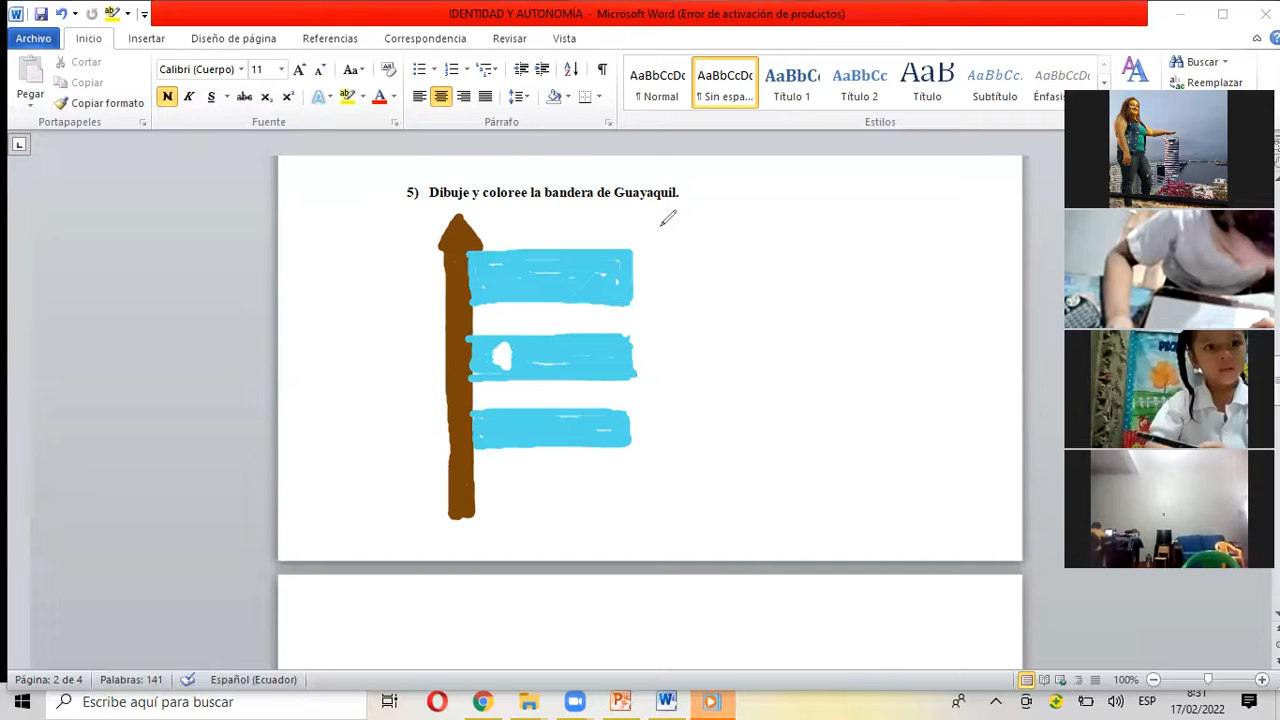 IDENTIDAD Y AUTONOMÍA - Microsoft Word (Error de activación de productos)
Archivo Inicio Insertar Diseño de página Referencias Correspondencia Revisar Vista
Pegar
Cortar
Copiar
Copiar formato
Portapapeles
Calibri (Cuerpo) 11
N K S abc x₂ x² A A
Fuente
Párrafo
AaBbCcDc
¶ Normal
AaBbCcDc
¶ Sin espa...
AaBbC
Título 1
AaBbCc
Título 2
AaB
Título
AaBbCc.
Subtítulo
AaBbCcDc
Énfasis
Estilos
Buscar
Reemplazar
5) Dibuje y coloree la bandera de Guayaquil.
Página: 2 de 4 Palabras: 141 Español (Ecuador) 100%
Escribe aquí para buscar
ESP
8:31
17/02/2022